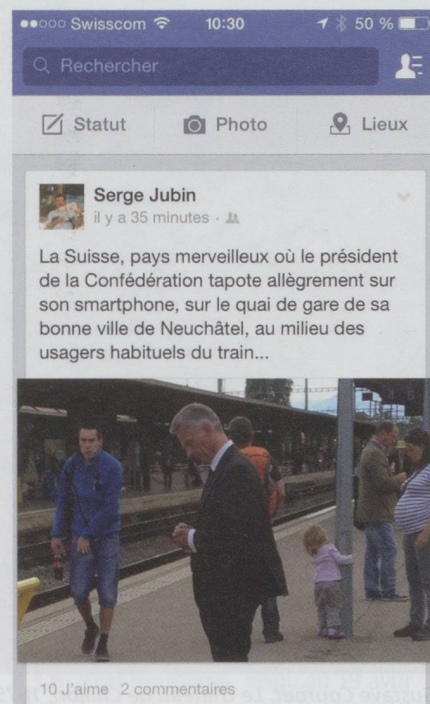 Swisscom 10:30 50 %
Rechercher
Statut Photo Lieux
Serge Jubin
il y a 35 minutes ·
La Suisse, pays merveilleux où le président
de la Confédération tapote allègrement sur
son smartphone, sur le quai de gare de sa
bonne ville de Neuchâtel, au milieu des
usagers habituels du train...
10 J'aime 2 commentaires